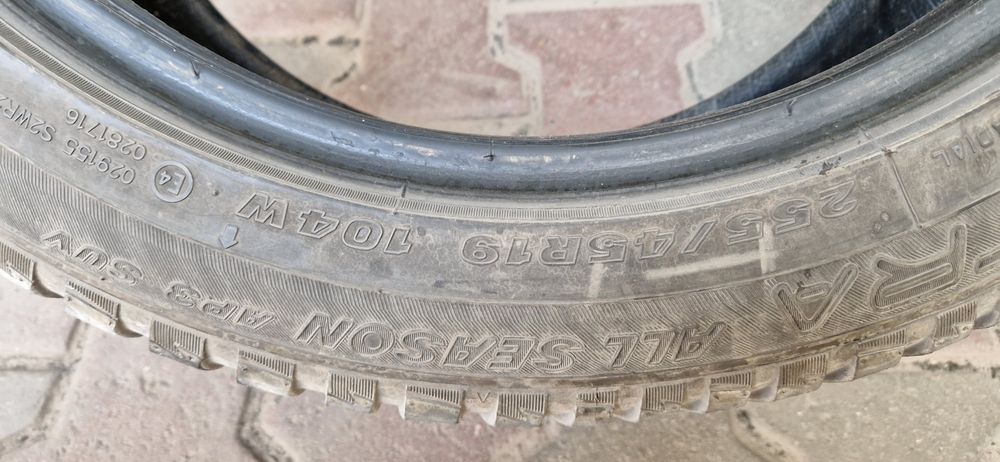 255/45R19 104W
ALL SEASON AP3 SUV
E4
029155
0281716